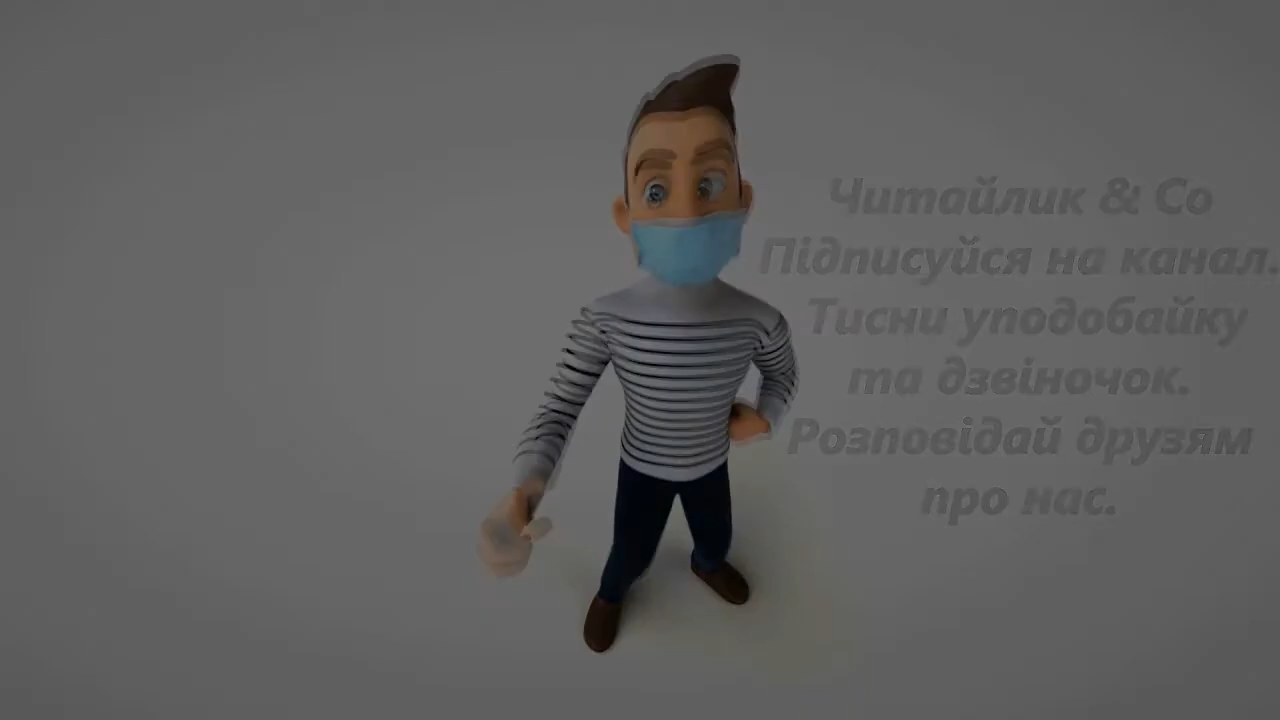 Читайлик & Co
Підписуйся на канал.
Тисни уподобайку
та дзвіночок.
Розповідай друзям
про нас.